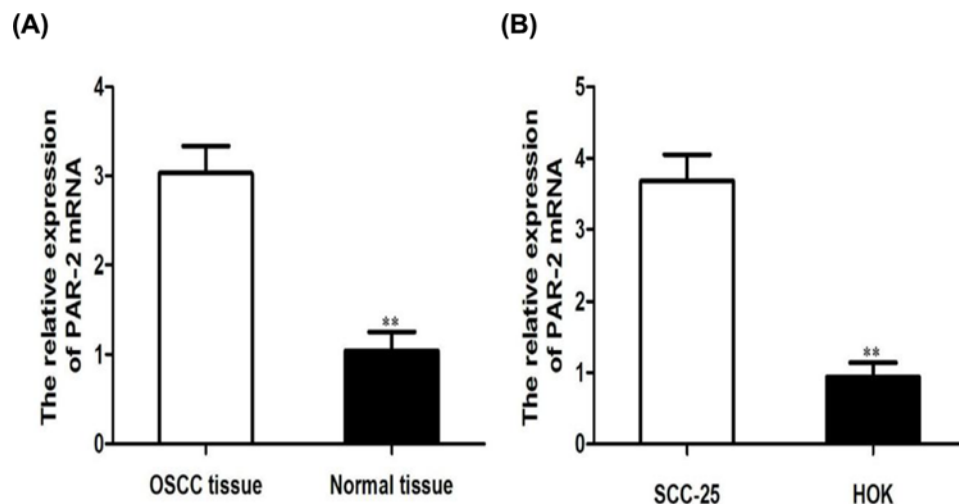 (A)
The relative expression
of PAR-2 mRNA
4
3
2
1
0
**
OSCC tissue
Normal tissue
(B)
The relative expression
of PAR-2 mRNA
5
4
3
2
1
0
**
SCC-25
HOK